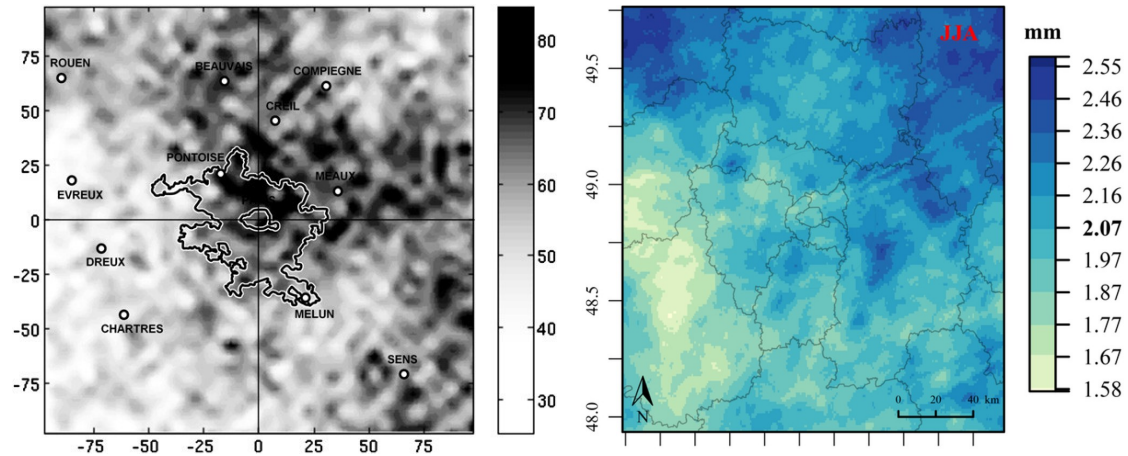 75
50
25
0
-25
-50
-75
-75
-50
-25
0
25
50
75
ROUEN
BEAUVAIS
COMPIEGNE
CREIL
PONTOISE
MEAUX
EVREUX
DREUX
CHARTRES
MELUN
SENS
80
70
60
50
40
30
49.5
49.0
48.5
48.0
JJA
N
0 20 40 km
mm
2.55
2.46
2.36
2.26
2.16
2.07
1.97
1.87
1.77
1.67
1.58